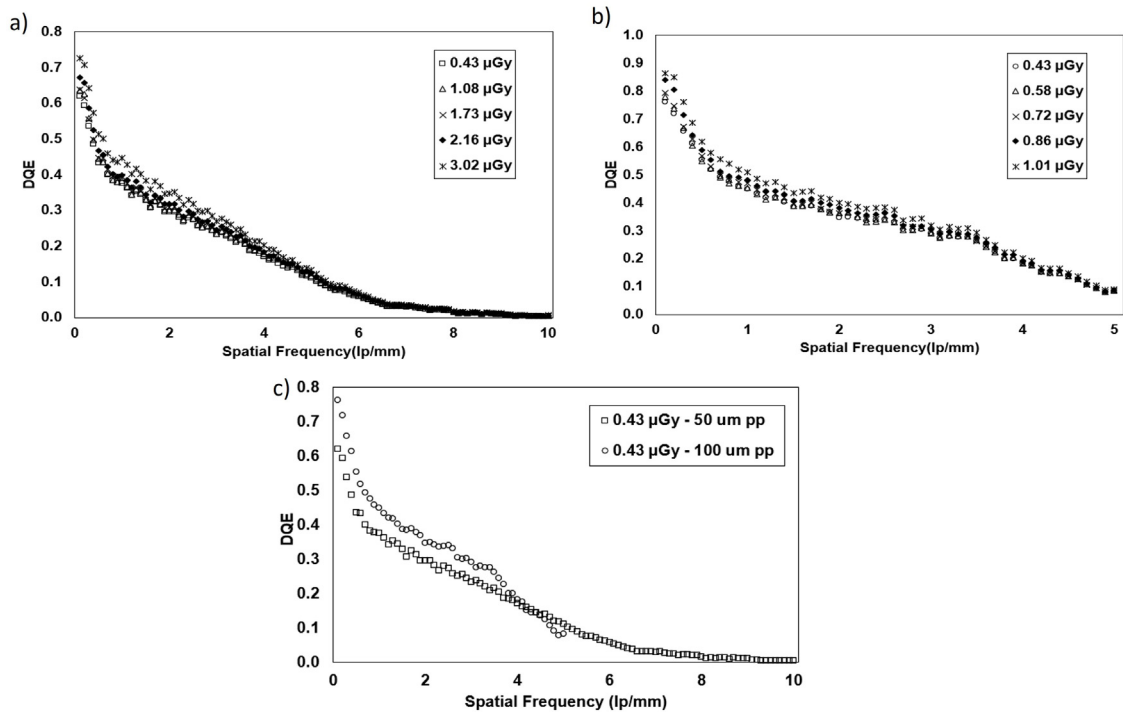 a)
0.8
0.7
0.6
0.5
0.4
0.3
0.2
0.1
0.0
DQE
0 2 4 6 8 10
Spatial Frequency(lp/mm)
0.43 µGy
1.08 µGy
1.73 µGy
2.16 µGy
3.02 µGy
b)
1.0
0.9
0.8
0.7
0.6
0.5
0.4
0.3
0.2
0.1
0.0
DQE
0 1 2 3 4 5
Spatial Frequency(lp/mm)
0.43 µGy
0.58 µGy
0.72 µGy
0.86 µGy
1.01 µGy
c)
0.8
0.7
0.6
0.5
0.4
0.3
0.2
0.1
0.0
DQE
0 2 4 6 8 10
Spatial Frequency (lp/mm)
0.43 µGy - 50 um pp
0.43 µGy - 100 um pp